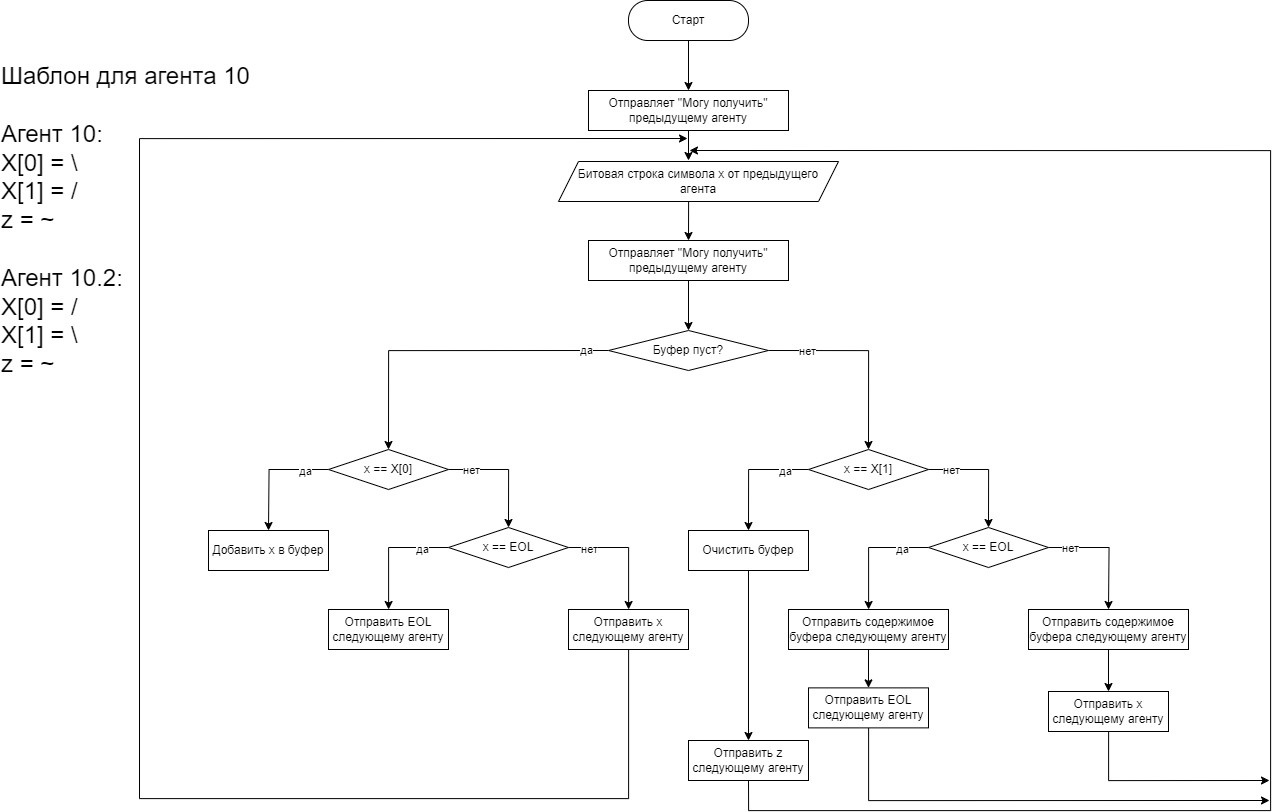 Старт
Шаблон для агента 10
Отправляет "Могу получить"
предыдущему агенту
Агент 10:
X[0] = \
X[1] = /
z = ~
Битовая строка символа x от предыдущего
агента
Отправляет "Могу получить"
предыдущему агенту
Агент 10.2:
X[0] = /
X[1] = \
z = ~
да
Буфер пуст?
нет
да
x == X[0]
нет
да
x == X[1]
нет
Добавить x в буфер
да
x == EOL
нет
Очистить буфер
да
x == EOL
нет
Отправить EOL
следующему агенту
Отправить x
следующему агенту
Отправить содержимое
буфера следующему агенту
Отправить содержимое
буфера следующему агенту
Отправить EOL
следующему агенту
Отправить x
следующему агенту
Отправить z
следующему агенту